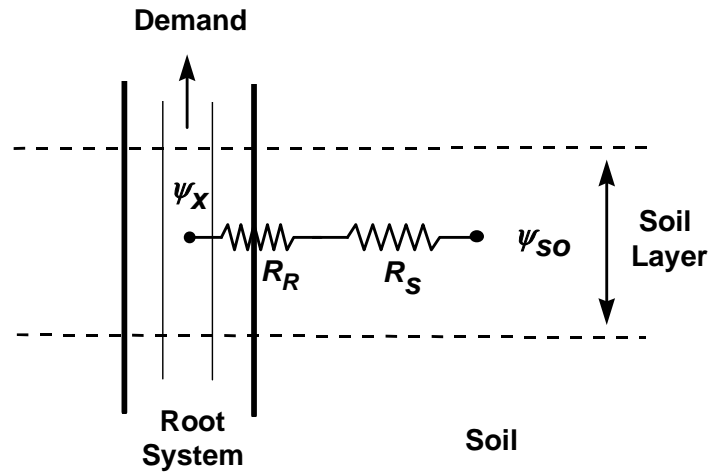 Demand
ψX
RR
RS
ψSO
Soil
Layer
Root
System
Soil